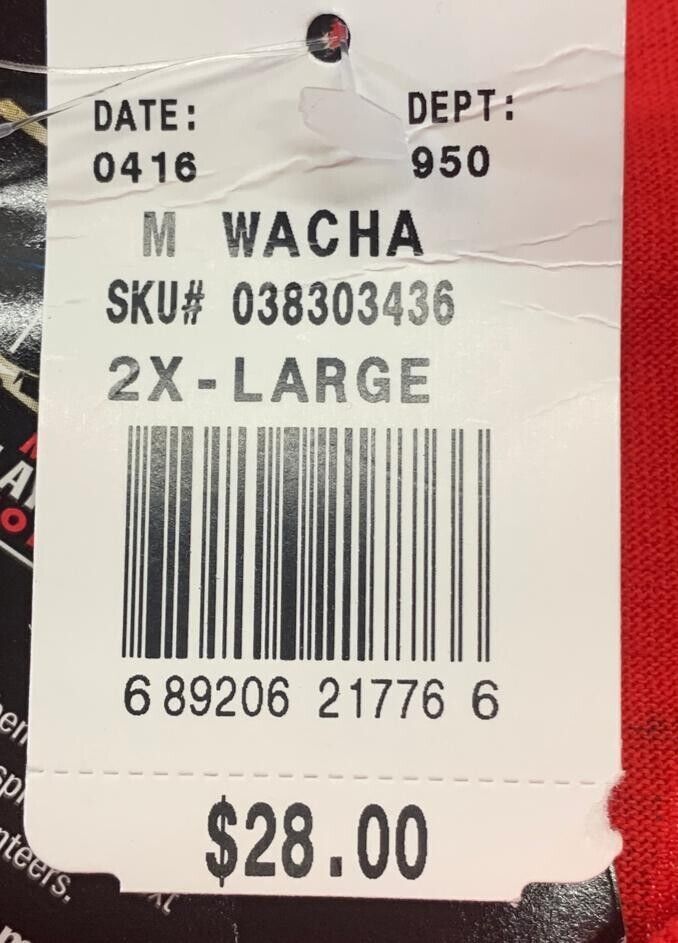 DATE: DEPT:
0416 950
M WACHA
SKU# 038303436
2X-LARGE
6 89206 21776 6
$28.00